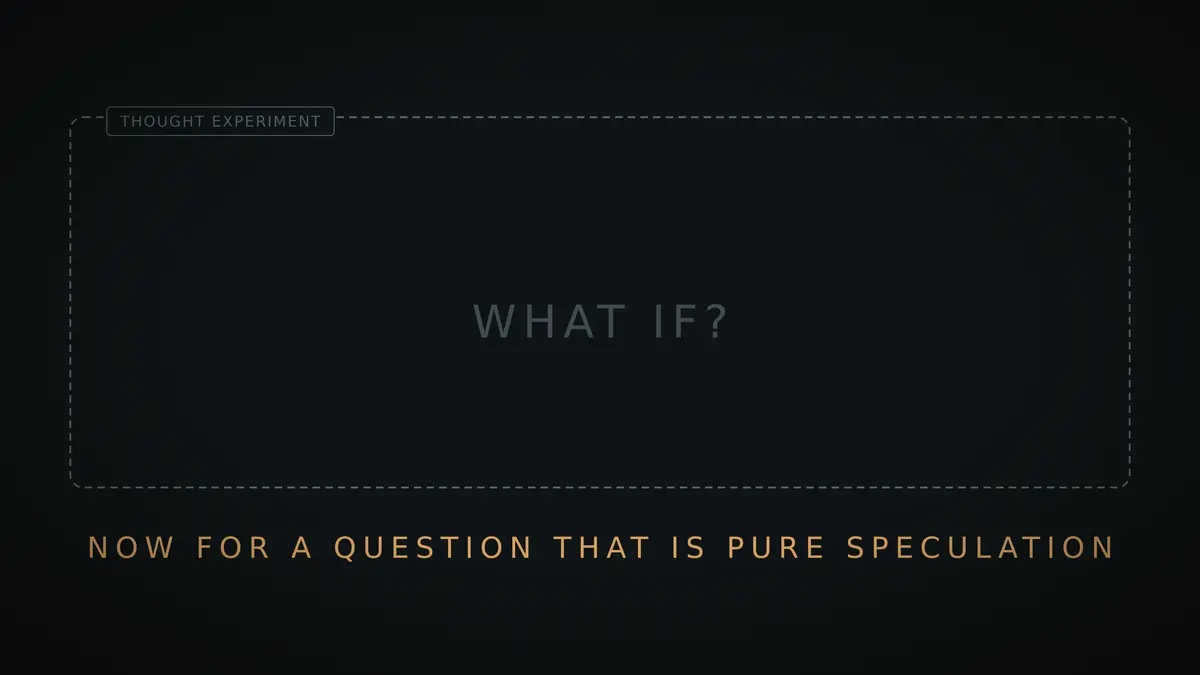 THOUGHT EXPERIMENT
WHAT IF?
NOW FOR A QUESTION THAT IS PURE SPECULATION